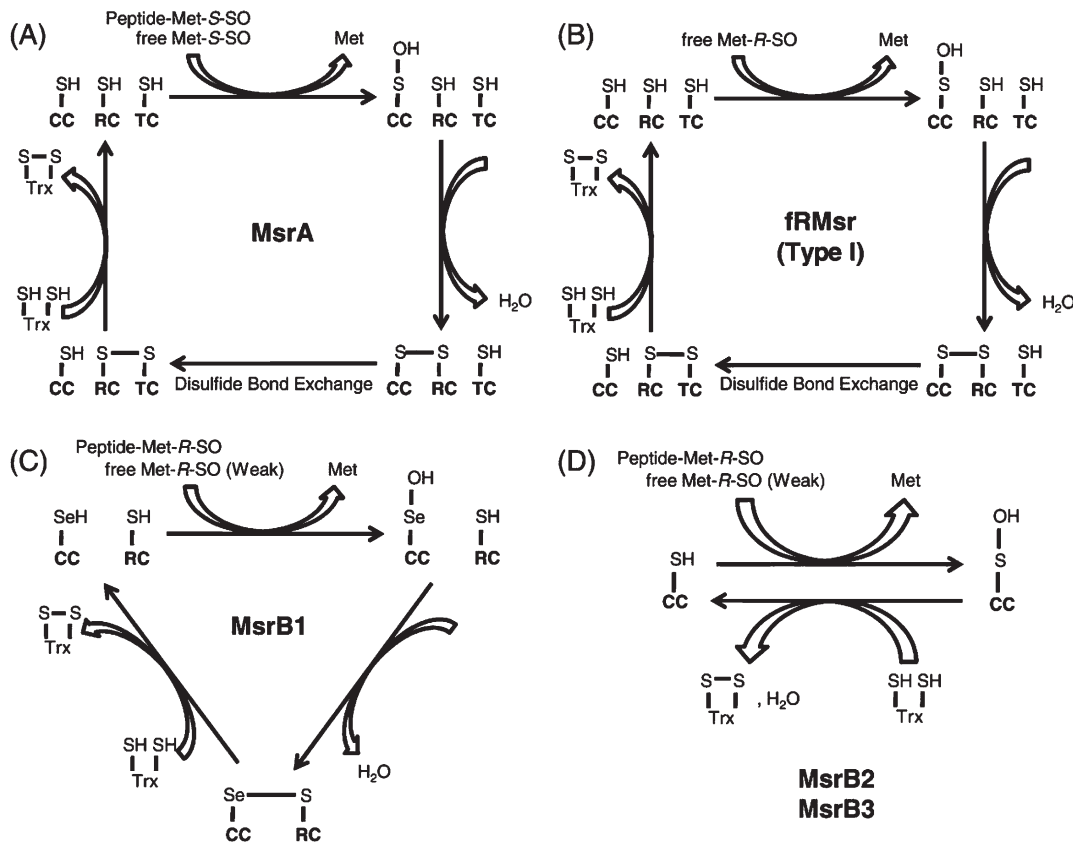 (A)
Peptide-Met-S-SO
free Met-S-SO
Met
OH
SH SH SH
S SH SH
CC RC TC
CC RC TC
S S
Trx
MsrA
SH SH
Trx
H2O
SH S S
S S SH
CC RC TC
Disulfide Bond Exchange
CC RC TC
(B)
free Met-R-SO
Met
OH
SH SH SH
S SH SH
CC RC TC
CC RC TC
S S
Trx
fRMsr
(Type I)
SH SH
Trx
H2O
SH S S
S S SH
CC RC TC
Disulfide Bond Exchange
CC RC TC
(C)
Peptide-Met-R-SO
free Met-R-SO (Weak)
Met
OH
SeH SH
Se SH
CC RC
CC RC
S S
Trx
MsrB1
SH SH
Trx
H2O
Se S
CC RC
(D)
Peptide-Met-R-SO
free Met-R-SO (Weak)
Met
OH
SH
S
CC
CC
S S
Trx
, H2O
SH SH
Trx
MsrB2
MsrB3